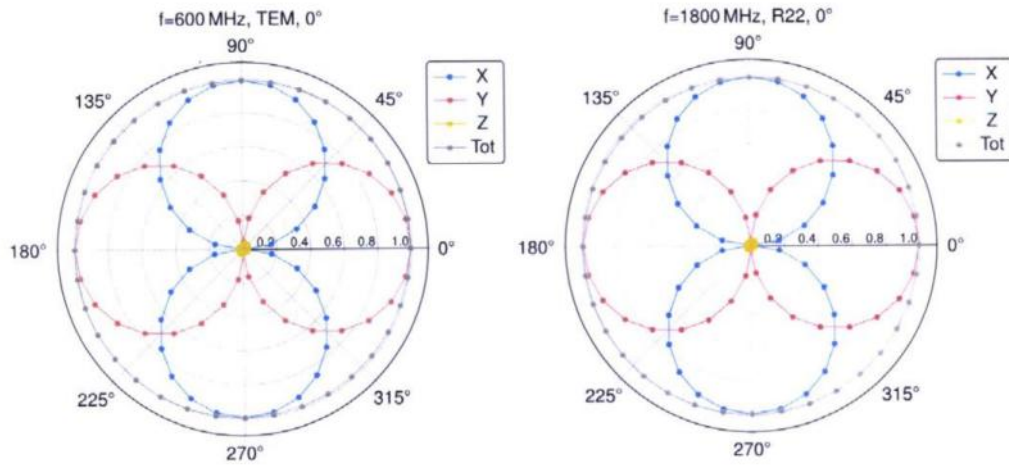 f=600 MHz, TEM, 0°
90°
135°
45°
X
Y
Z
Tot
180°
0.2 0.4 0.6 0.8 1.0
0°
225°
315°
270°
f=1800 MHz, R22, 0°
90°
135°
45°
X
Y
Z
Tot
180°
0.2 0.4 0.6 0.8 1.0
0°
225°
315°
270°